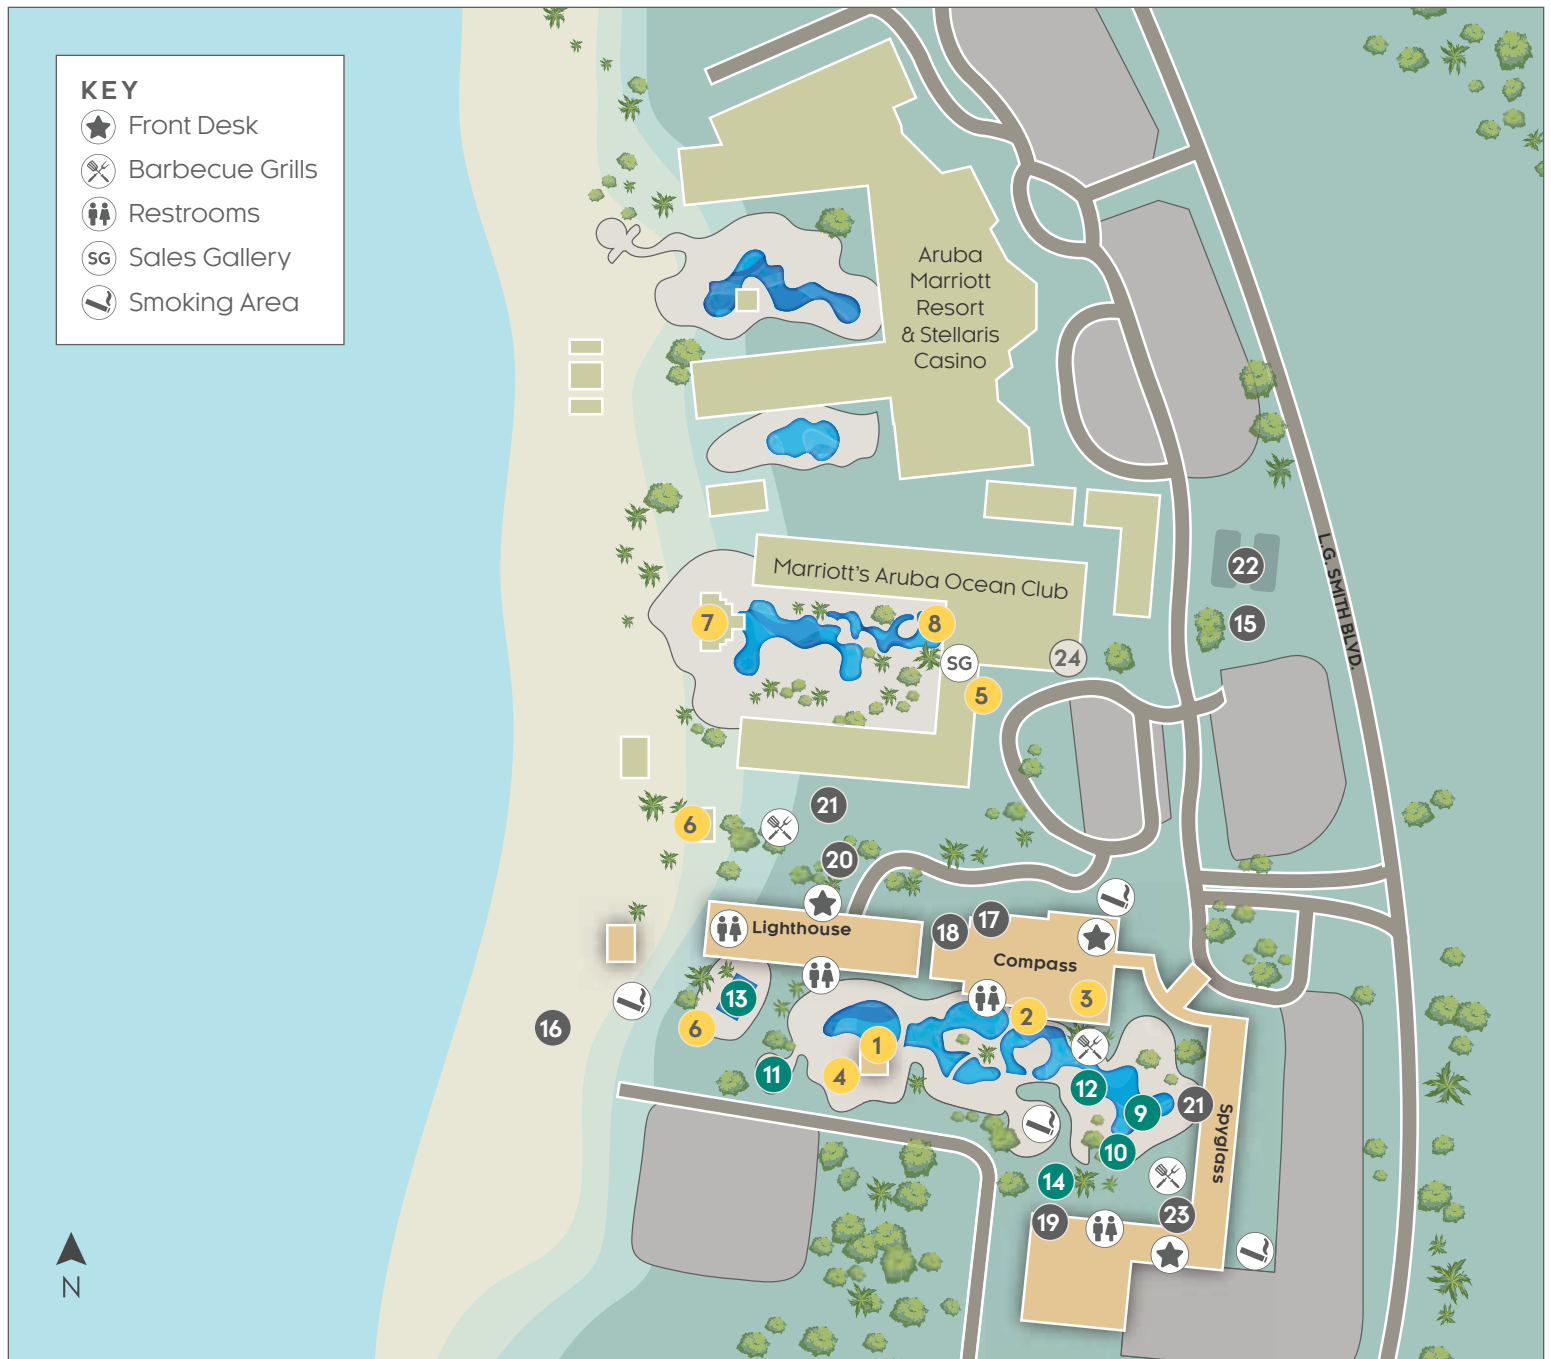 KEY
Front Desk
Barbecue Grills
Restrooms
SG Sales Gallery
Smoking Area
Aruba
Marriott
Resort
& Stellaris
Casino
L.G. SMITH BLVD.
Marriott's Aruba Ocean Club
22
15
7
8
SG
24
5
21
6
20
18
17
Lighthouse
Compass
13
3
16
6
2
1
11
4
12
9
21
10
Spyglass
14
19
23
N